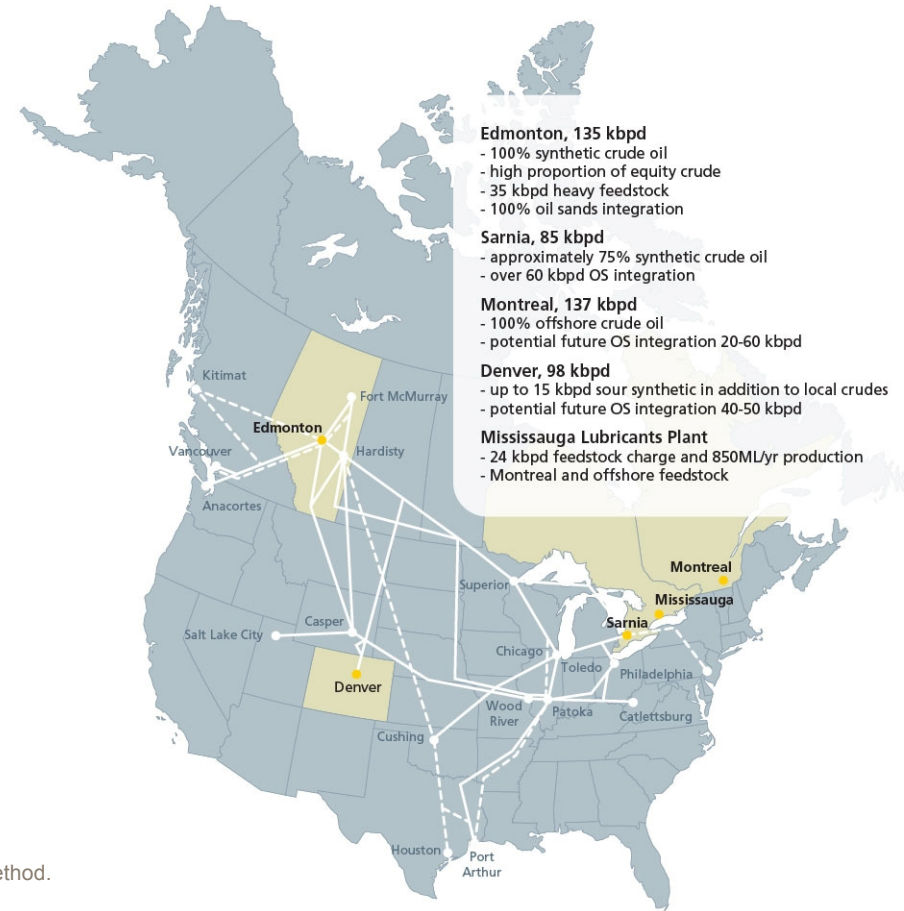 Edmonton, 135 kbpd
- 100% synthetic crude oil
- high proportion of equity crude
- 35 kbpd heavy feedstock
- 100% oil sands integration
Sarnia, 85 kbpd
- approximately 75% synthetic crude oil
- over 60 kbpd OS integration
Montreal, 137 kbpd
- 100% offshore crude oil
- potential future OS integration 20-60 kbpd
Denver, 98 kbpd
- up to 15 kbpd sour synthetic in addition to local crudes
- potential future OS integration 40-50 kbpd
Mississauga Lubricants Plant
- 24 kbpd feedstock charge and 850ML/yr production
- Montreal and offshore feedstock
Kitimat
Fort McMurray
Edmonton
Vancouver
Hardisty
Anacortes
Montreal
Superior
Mississauga
Casper
Sarnia
Salt Lake City
Chicago
Toledo
Philadelphia
Denver
Wood
River
Patoka
Catlettsburg
Cushing
Houston
Port
Arthur
ethod.